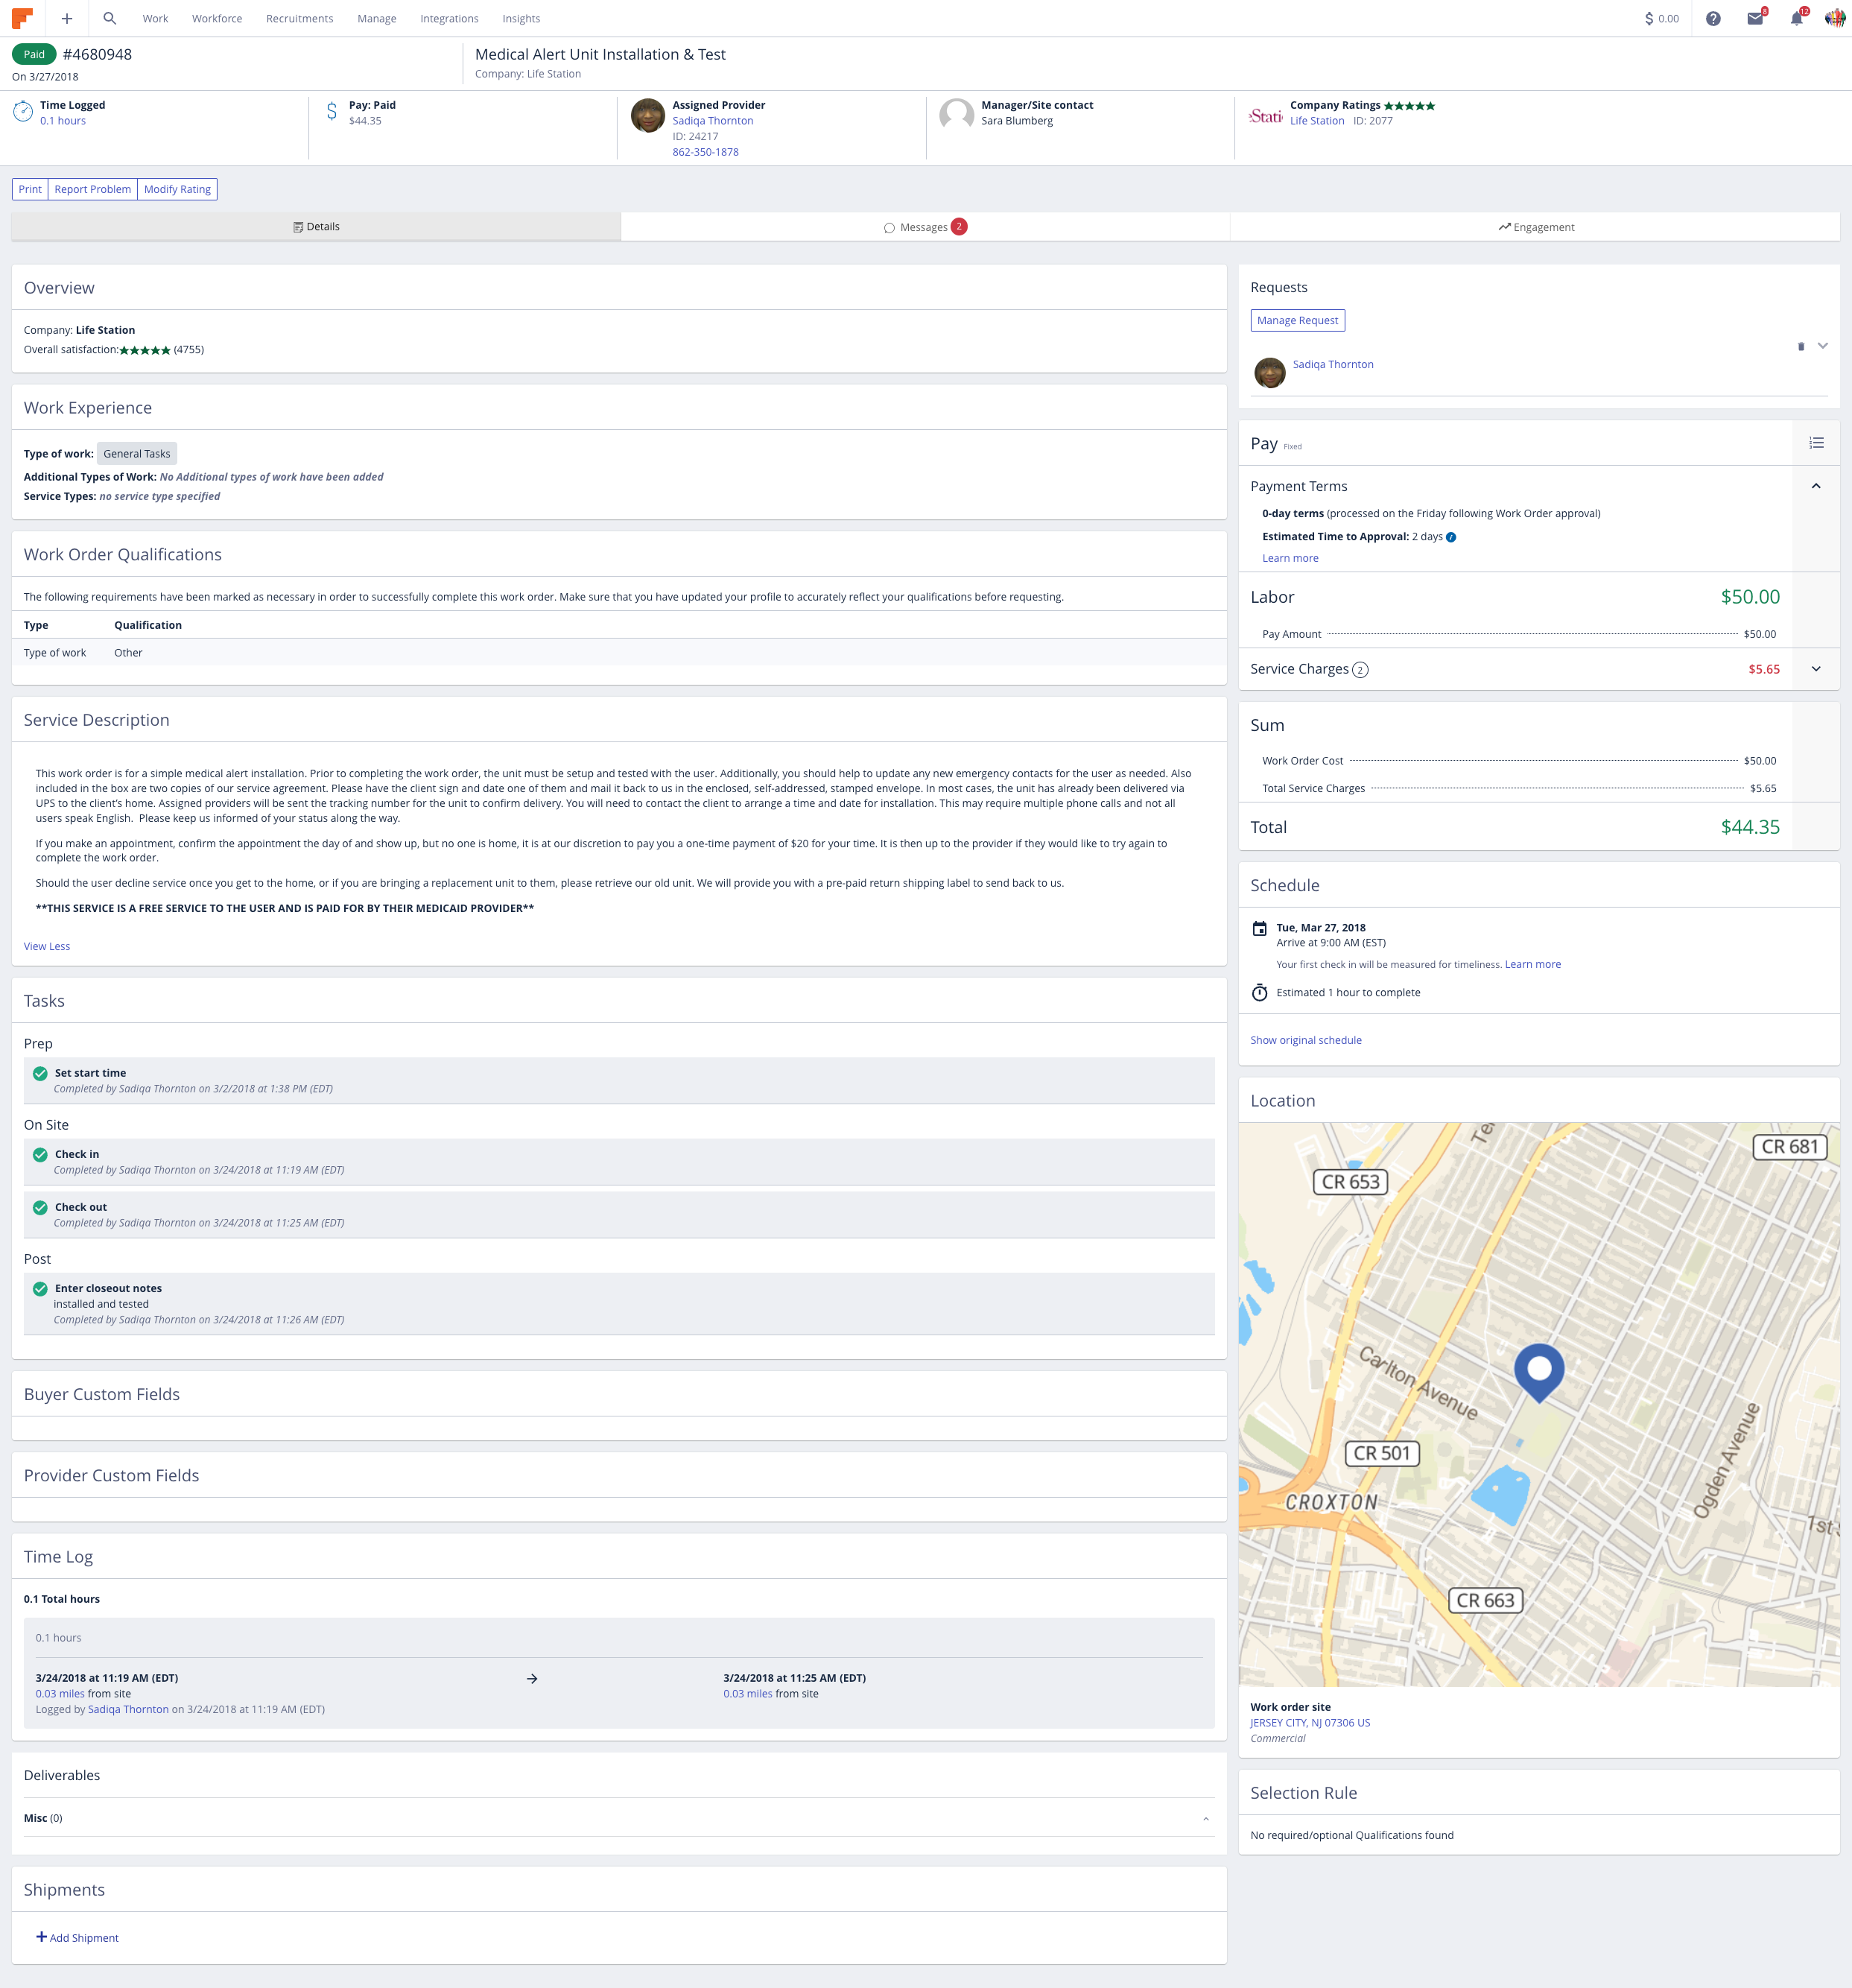 Work Workforce Recruitments Manage Integrations Insights $ 0.00 8 12
Paid #4680948
On 3/27/2018
Medical Alert Unit Installation & Test
Company: Life Station
Time Logged
0.1 hours
Pay: Paid
$44.35
Assigned Provider
Sadiqa Thornton
ID: 24217
862-350-1878
Manager/Site contact
Sara Blumberg
eStati
Company Ratings ★★★★★
Life Station ID: 2077
Print Report Problem Modify Rating
Details Messages 2 Engagement
Overview
Company: Life Station
Overall satisfaction:★★★★★ (4755)
Work Experience
Type of work: General Tasks
Additional Types of Work: No Additional types of work have been added
Service Types: no service type specified
Work Order Qualifications
The following requirements have been marked as necessary in order to successfully complete this work order. Make sure that you have updated your profile to accurately reflect your qualifications before requesting.
Type Qualification
Type of work Other
Service Description
This work order is for a simple medical alert installation. Prior to completing the work order, the unit must be setup and tested with the user. Additionally, you should help to update any new emergency contacts for the user as needed. Also
included in the box are two copies of our service agreement. Please have the client sign and date one of them and mail it back to us in the enclosed, self-addressed, stamped envelope. In most cases, the unit has already been delivered via
UPS to the client's home. Assigned providers will be sent the tracking number for the unit to confirm delivery. You will need to contact the client to arrange a time and date for installation. This may require multiple phone calls and not all
users speak English. Please keep us informed of your status along the way.
If you make an appointment, confirm the appointment the day of and show up, but no one is home, it is at our discretion to pay you a one-time payment of $20 for your time. It is then up to the provider if they would like to try again to
complete the work order.
Should the user decline service once you get to the home, or if you are bringing a replacement unit to them, please retrieve our old unit. We will provide you with a pre-paid return shipping label to send back to us.
**THIS SERVICE IS A FREE SERVICE TO THE USER AND IS PAID FOR BY THEIR MEDICAID PROVIDER**
View Less
Tasks
Prep
Set start time
Completed by Sadiqa Thornton on 3/2/2018 at 1:38 PM (EDT)
On Site
Check in
Completed by Sadiqa Thornton on 3/24/2018 at 11:19 AM (EDT)
Check out
Completed by Sadiqa Thornton on 3/24/2018 at 11:25 AM (EDT)
Post
Enter closeout notes
installed and tested
Completed by Sadiqa Thornton on 3/24/2018 at 11:26 AM (EDT)
Buyer Custom Fields
Provider Custom Fields
Time Log
0.1 Total hours
0.1 hours
3/24/2018 at 11:19 AM (EDT) → 3/24/2018 at 11:25 AM (EDT)
0.03 miles from site 0.03 miles from site
Logged by Sadiqa Thornton on 3/24/2018 at 11:19 AM (EDT)
Deliverables
Misc (0)
Shipments
+ Add Shipment
Requests
Manage Request
Sadiqa Thornton
Pay Fixed
Payment Terms
0-day terms (processed on the Friday following Work Order approval)
Estimated Time to Approval: 2 days
Learn more
Labor $50.00
Pay Amount $50.00
Service Charges 2 $5.65
Sum
Work Order Cost $50.00
Total Service Charges $5.65
Total $44.35
Schedule
Tue, Mar 27, 2018
Arrive at 9:00 AM (EST)
Your first check in will be measured for timeliness. Learn more
Estimated 1 hour to complete
Show original schedule
Location
CR 681
CR 653
Carlton Avenue
CR 501
Ogden Avenue
CROXTON
CR 663
Work order site
JERSEY CITY, NJ 07306 US
Commercial
Selection Rule
No required/optional Qualifications found